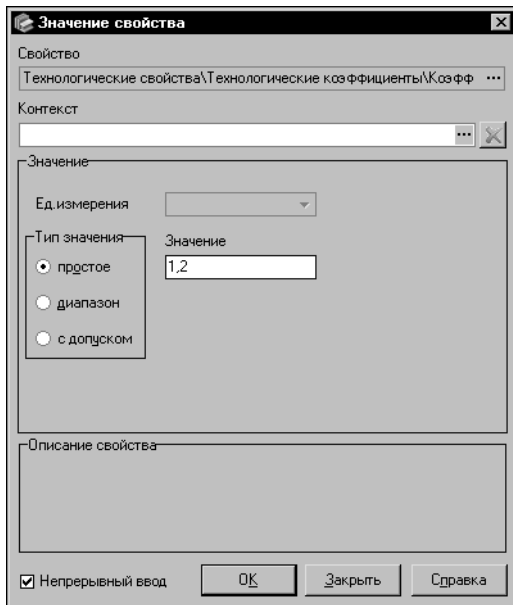 Значение свойства
Свойство
Технологические свойства\Технологические коэффициенты\Коэфф ...
Контекст
...
Значение
Ед.измерения
Тип значения
Значение
простое
1,2
диапазон
с допуском
Описание свойства
Непрерывный ввод
OK
Закрыть
Справка